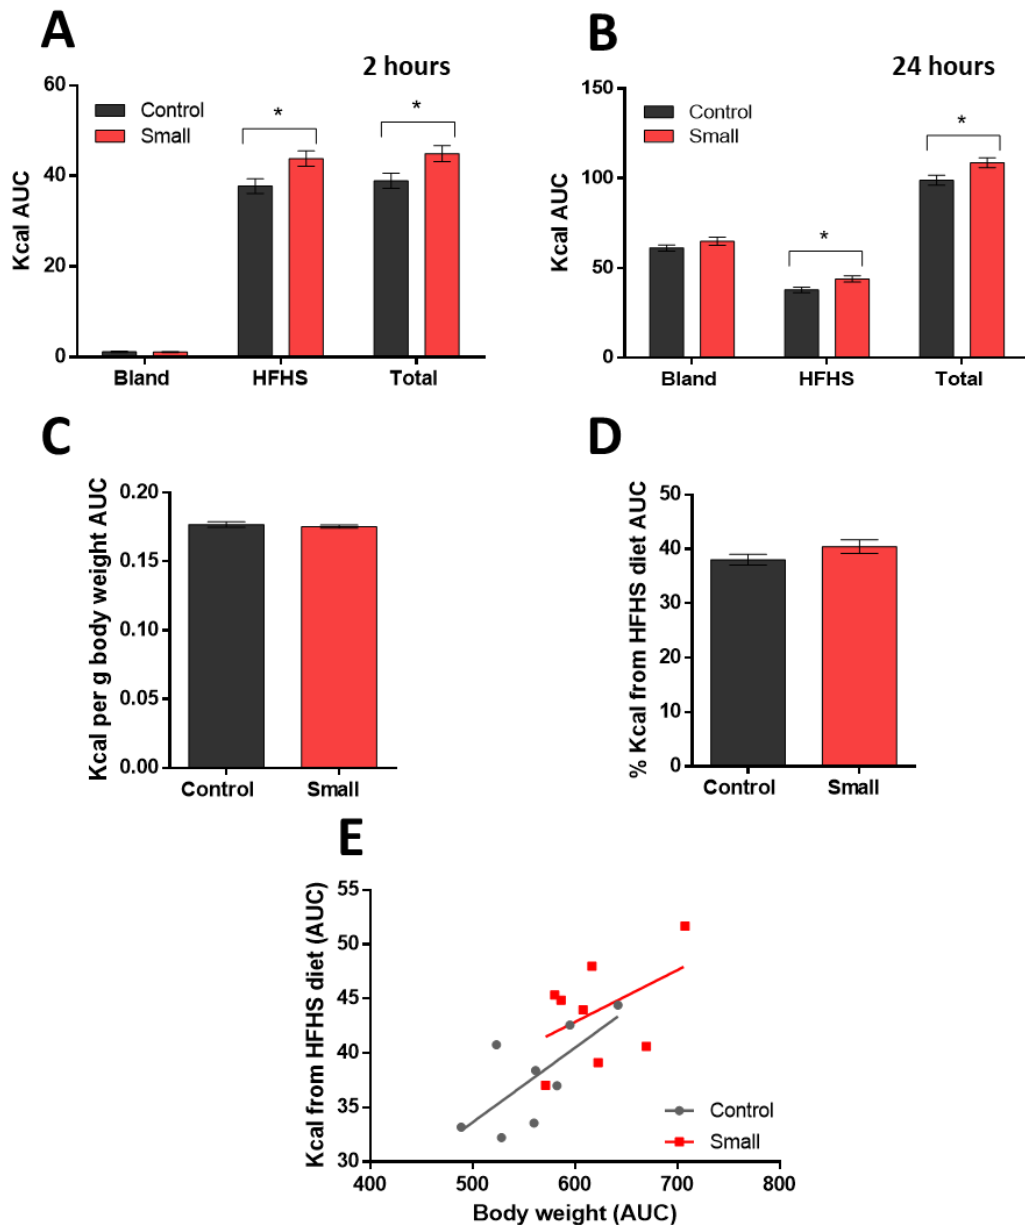 A
2 hours
Kcal AUC
60
40
20
0
Control
Small
*
*
Bland HFHS Total
B
24 hours
Kcal AUC
150
100
50
0
Control
Small
*
*
Bland HFHS Total
C
Kcal per g body weight AUC
0.20
0.15
0.10
0.05
0.00
Control Small
D
% Kcal from HFHS diet AUC
50
40
30
20
10
0
Control Small
E
Kcal from HFHS diet (AUC)
55
50
45
40
35
30
Control
Small
400 500 600 700 800
Body weight (AUC)